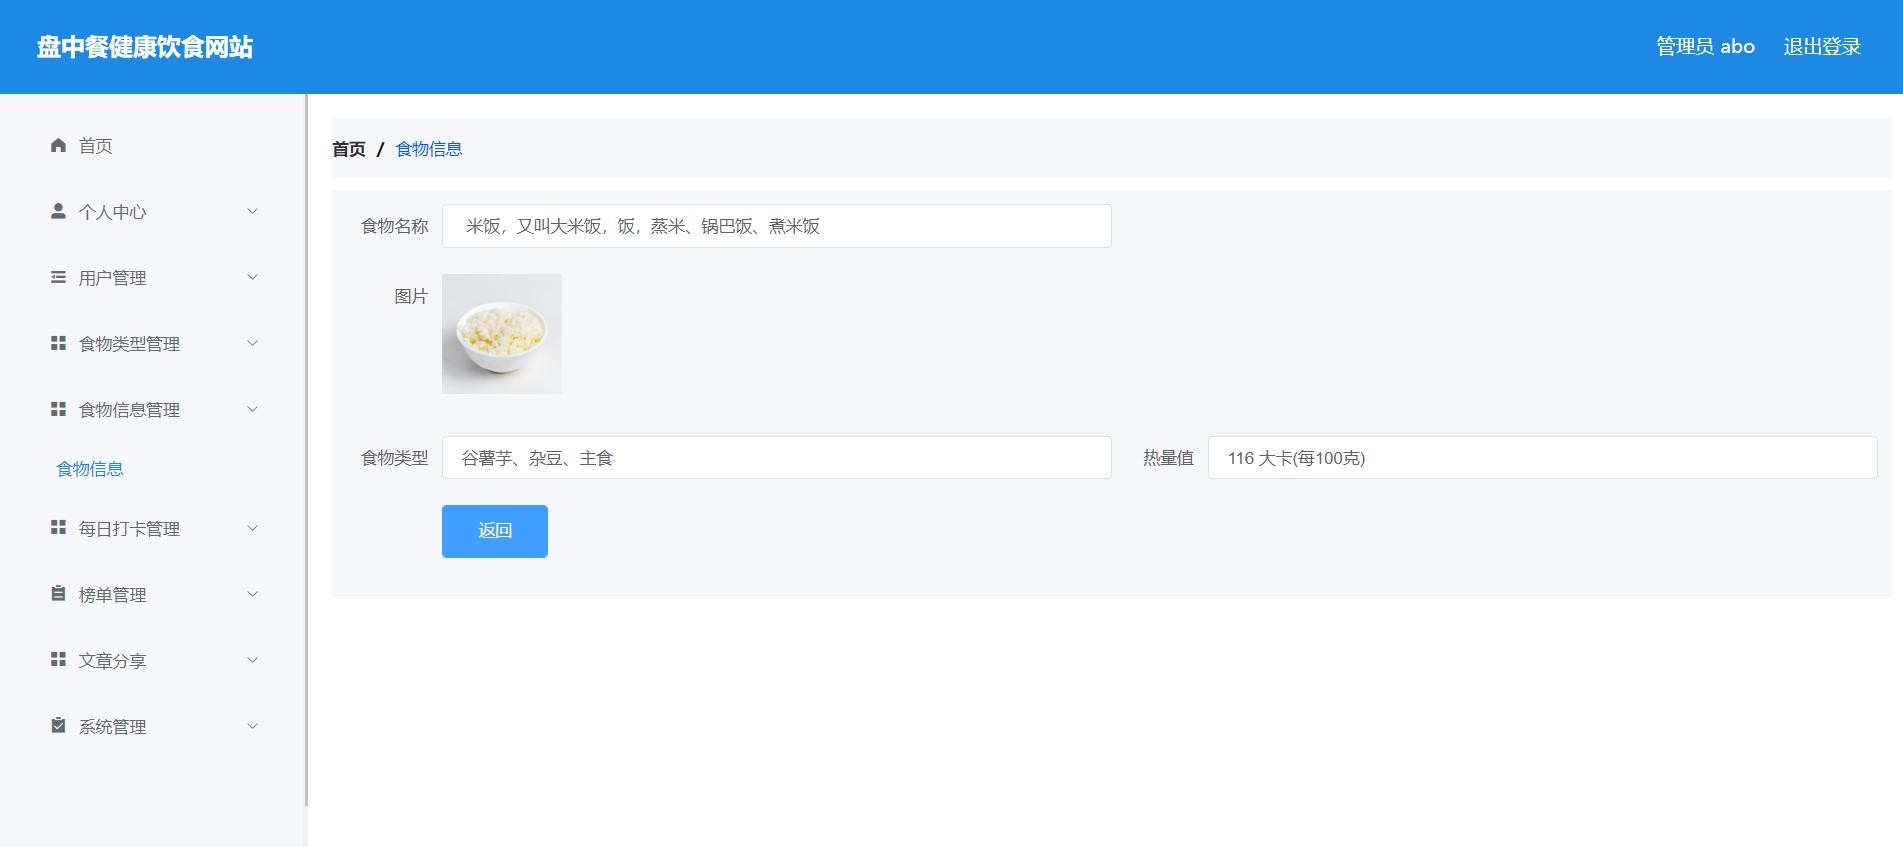 盘中餐健康饮食网站
管理员 abo 退出登录
首页
个人中心
用户管理
食物类型管理
食物信息管理
食物信息
每日打卡管理
榜单管理
文章分享
系统管理
首页 / 食物信息
食物名称 米饭，又叫大米饭，饭，蒸米、锅巴饭、煮米饭
图片
食物类型 谷薯芋、杂豆、主食 热量值 116 大卡(每100克)
返回